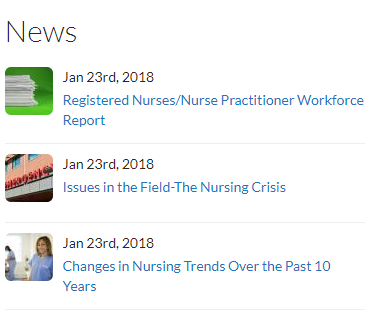 News
Jan 23rd, 2018
Registered Nurses/Nurse Practitioner Workforce
Report
Jan 23rd, 2018
EMERGENCY
Issues in the Field-The Nursing Crisis
Jan 23rd, 2018
Changes in Nursing Trends Over the Past 10
Years